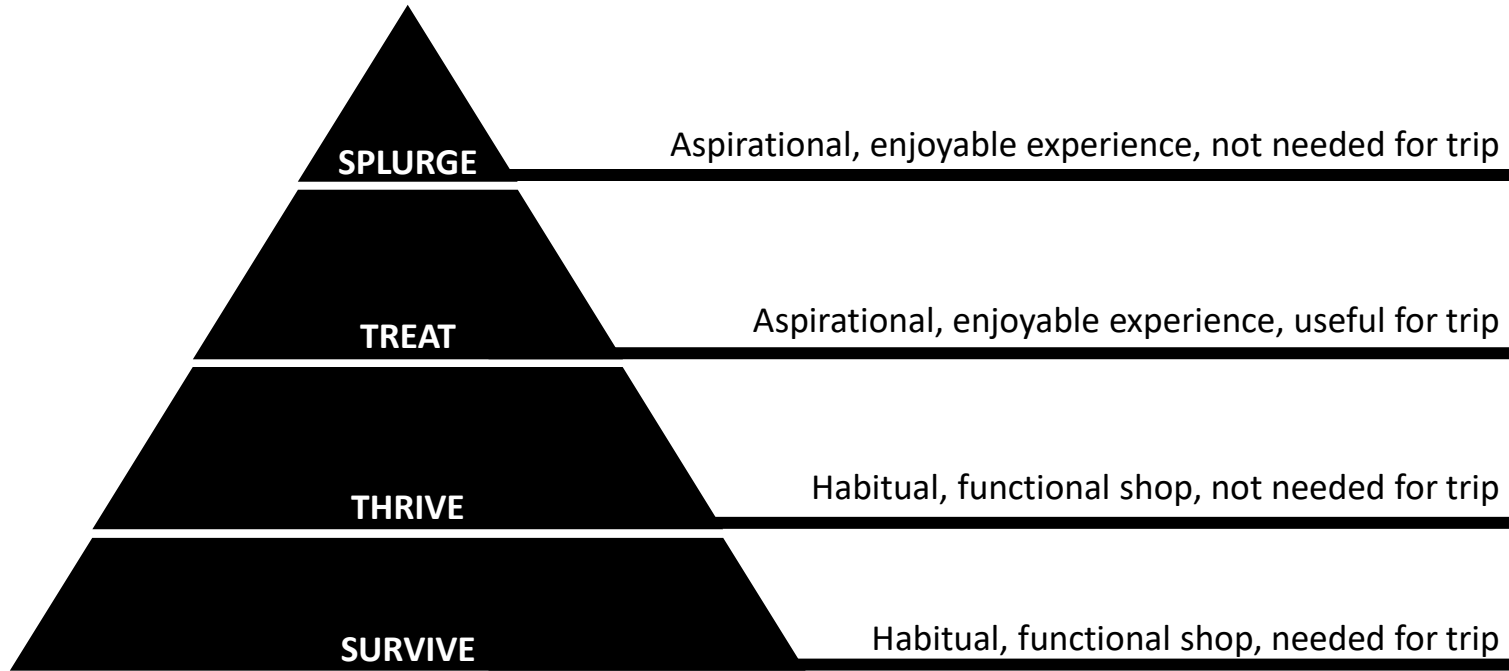 SPLURGE
Aspirational, enjoyable experience, not needed for trip
TREAT
Aspirational, enjoyable experience, useful for trip
THRIVE
Habitual, functional shop, not needed for trip
SURVIVE
Habitual, functional shop, needed for trip